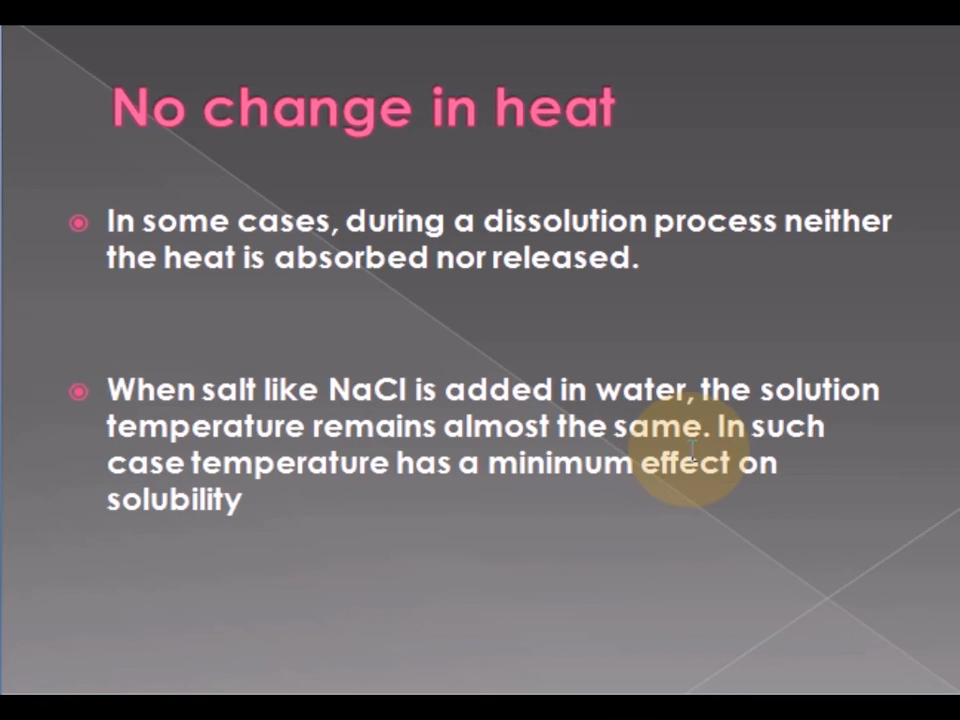 No change in heat
In some cases, during a dissolution process neither
the heat is absorbed nor released.
When salt like NaCl is added in water, the solution
temperature remains almost the same. In such
case temperature has a minimum effect on
solubility